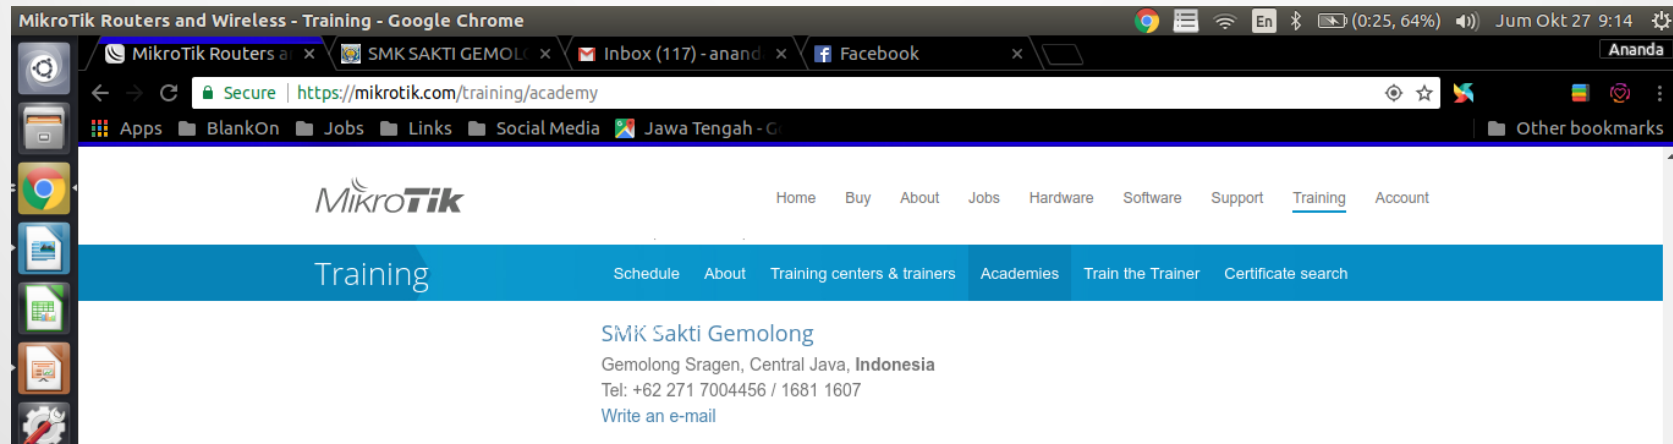 MikroTik Routers and Wireless - Training - Google Chrome
En (0:25, 64%) Jum Okt 27 9:14
MikroTik Routers a SMK SAKTI GEMOL Inbox (117) - anand Facebook Ananda
Secure https://mikrotik.com/training/academy
Apps BlankOn Jobs Links Social Media Jawa Tengah - G Other bookmarks
MikroTik Home Buy About Jobs Hardware Software Support Training Account
Training Schedule About Training centers & trainers Academies Train the Trainer Certificate search
SMK Sakti Gemolong
Gemolong Sragen, Central Java, Indonesia
Tel: +62 271 7004456 / 1681 1607
Write an e-mail